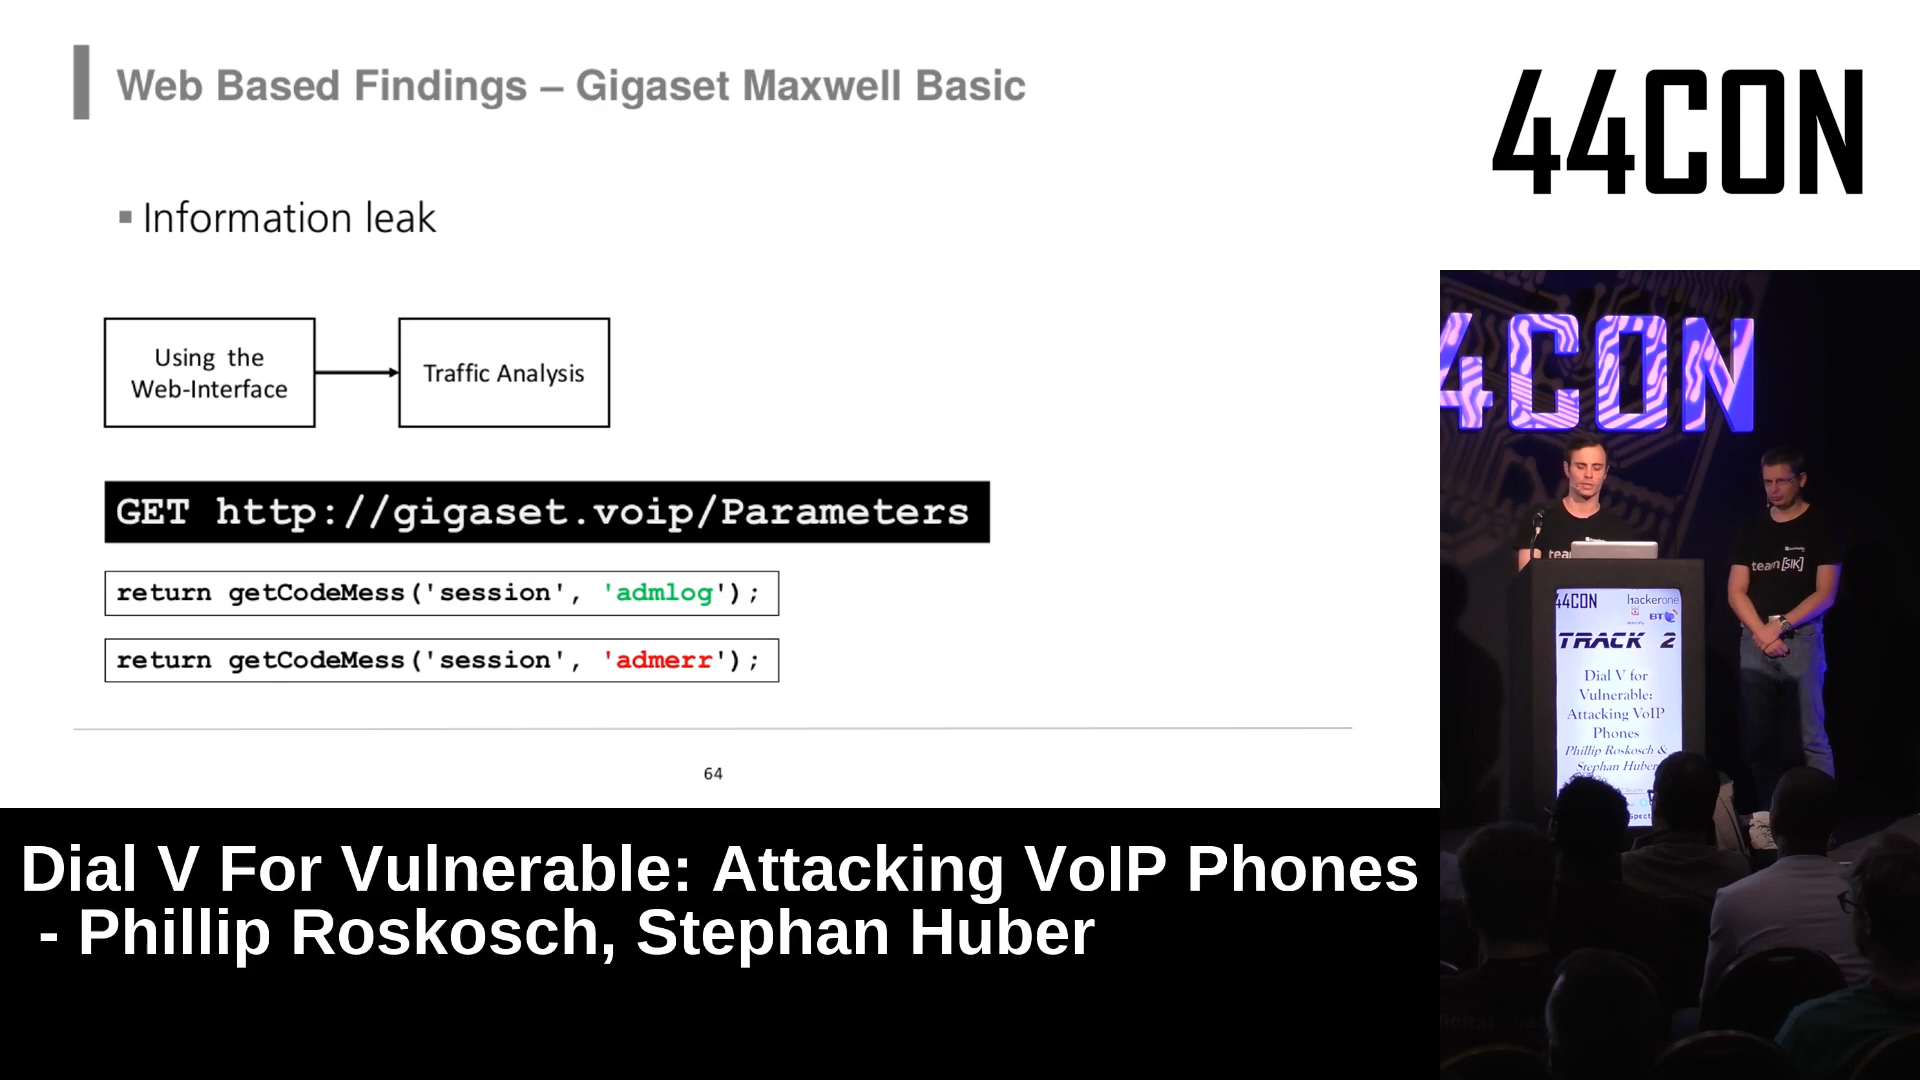 Web Based Findings – Gigaset Maxwell Basic
44CON
▪ Information leak
Using the
Web-Interface
Traffic Analysis
GET http://gigaset.voip/Parameters
return getCodeMess('session', 'admlog');
return getCodeMess('session', 'admerr');
64
4CON
team
team [SIK]
44CON
hackerone
BT
TRACK 2
Dial V for
Vulnerable:
Attacking VoIP
Phones
Phillip Roskosch &
Stephan Huber
Dial V For Vulnerable: Attacking VoIP Phones
- Phillip Roskosch, Stephan Huber